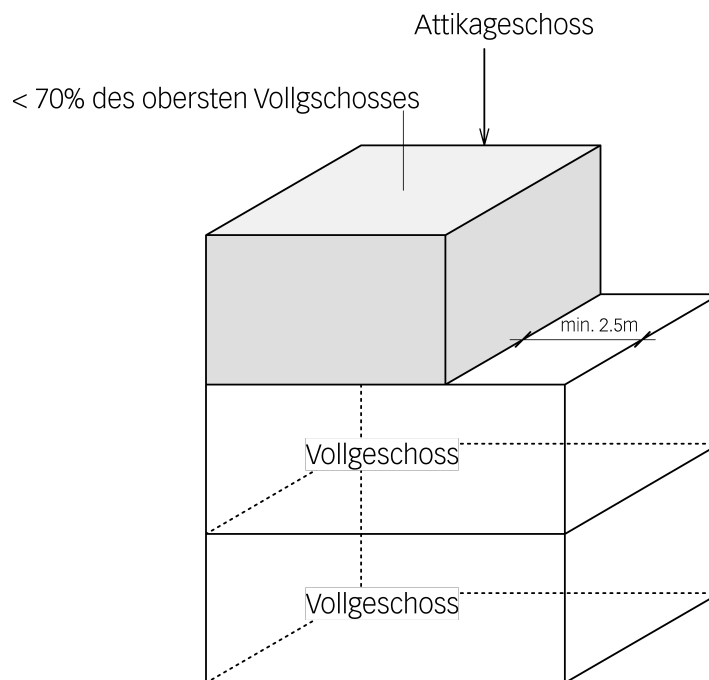 Attikageschoss
< 70% des obersten Vollgschosses
min. 2.5m
Vollgeschoss
Vollgeschoss